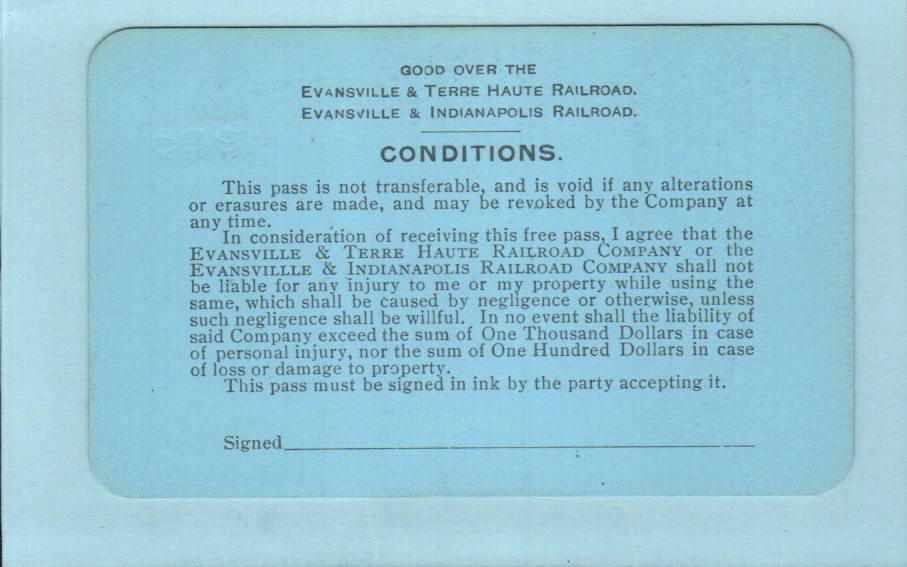 GOOD OVER THE
EVANSVILLE & TERRE HAUTE RAILROAD.
EVANSVILLE & INDIANAPOLIS RAILROAD.
CONDITIONS.
This pass is not transferable, and is void if any alterations
or erasures are made, and may be revoked by the Company at
any time.
In consideration of receiving this free pass, I agree that the
EVANSVILLE & TERRE HAUTE RAILROAD COMPANY or the
EVANSVILLLE & INDIANAPOLIS RAILROAD COMPANY shall not
be liable for any injury to me or my property while using the
same, which shall be caused by negligence or otherwise, unless
such negligence shall be willful. In no event shall the liability of
said Company exceed the sum of One Thousand Dollars in case
of personal injury, nor the sum of One Hundred Dollars in case
of loss or damage to property.
This pass must be signed in ink by the party accepting it.
Signed